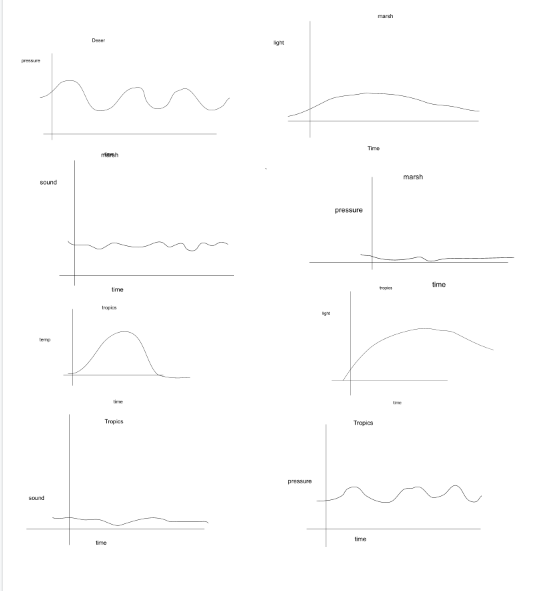 marsh
Deser
light
pressure
Time
marsh
sound
marsh
pressure
time
time
tropics
tropics
light
temp
time
time
Tropics
Tropics
pressure
sound
time
time